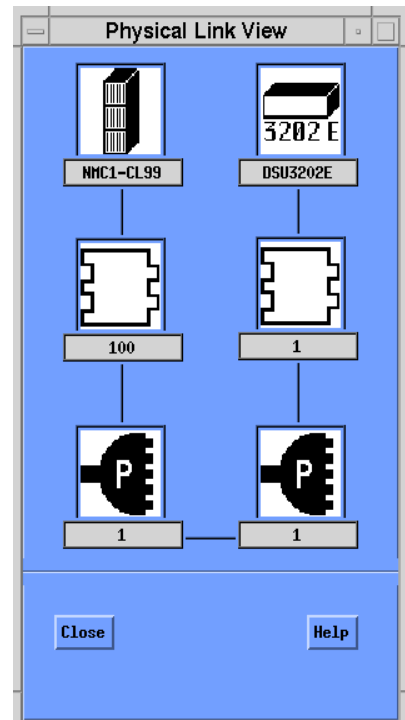 Physical Link View
3202 E
NMC1-CL99 DSU3202E
100 1
P P
1 1
Close Help